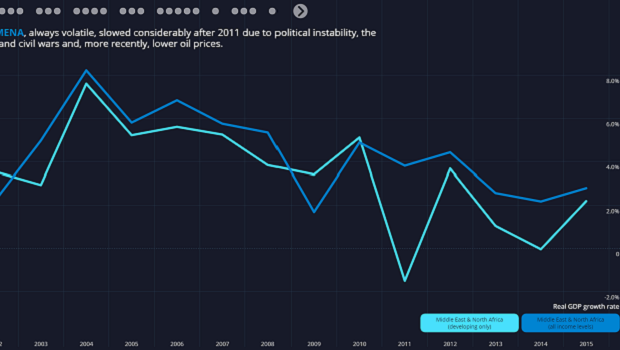 MENA, always volatile, slowed considerably after 2011 due to political instability, the
and civil wars and, more recently, lower oil prices.
8.0%
6.0%
4.0%
2.0%
0
-2.0%
Real GDP growth rate
Middle East & North Africa
(developing only)
Middle East & North Africa
(all income levels)
2003 2004 2005 2006 2007 2008 2009 2010 2011 2012 2013 2014 2015